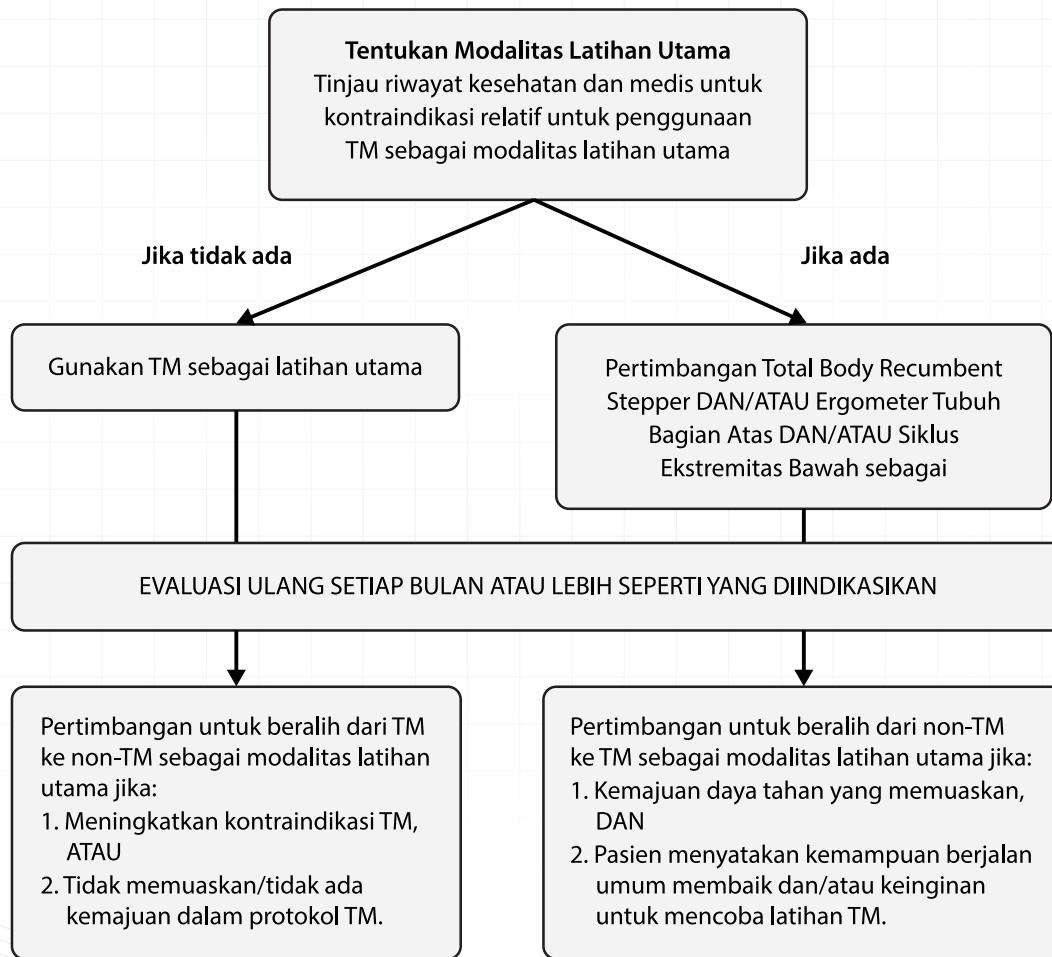 Tentukan Modalitas Latihan Utama
Tinjau riwayat kesehatan dan medis untuk
kontraindikasi relatif untuk penggunaan
TM sebagai modalitas latihan utama
Jika tidak ada
Jika ada
Gunakan TM sebagai latihan utama
Pertimbangan Total Body Recumbent
Stepper DAN/ATAU Ergometer Tubuh
Bagian Atas DAN/ATAU Siklus
Ekstremitas Bawah sebagai
EVALUASI ULANG SETIAP BULAN ATAU LEBIH SEPERTI YANG DIINDIKASIKAN
Pertimbangan untuk beralih dari TM
ke non-TM sebagai modalitas latihan
utama jika:
1. Meningkatkan kontraindikasi TM,
ATAU
2. Tidak memuaskan/tidak ada
kemajuan dalam protokol TM.
Pertimbangan untuk beralih dari non-TM
ke TM sebagai modalitas latihan utama jika:
1. Kemajuan daya tahan yang memuaskan,
DAN
2. Pasien menyatakan kemampuan berjalan
umum membaik dan/atau keinginan
untuk mencoba latihan TM.